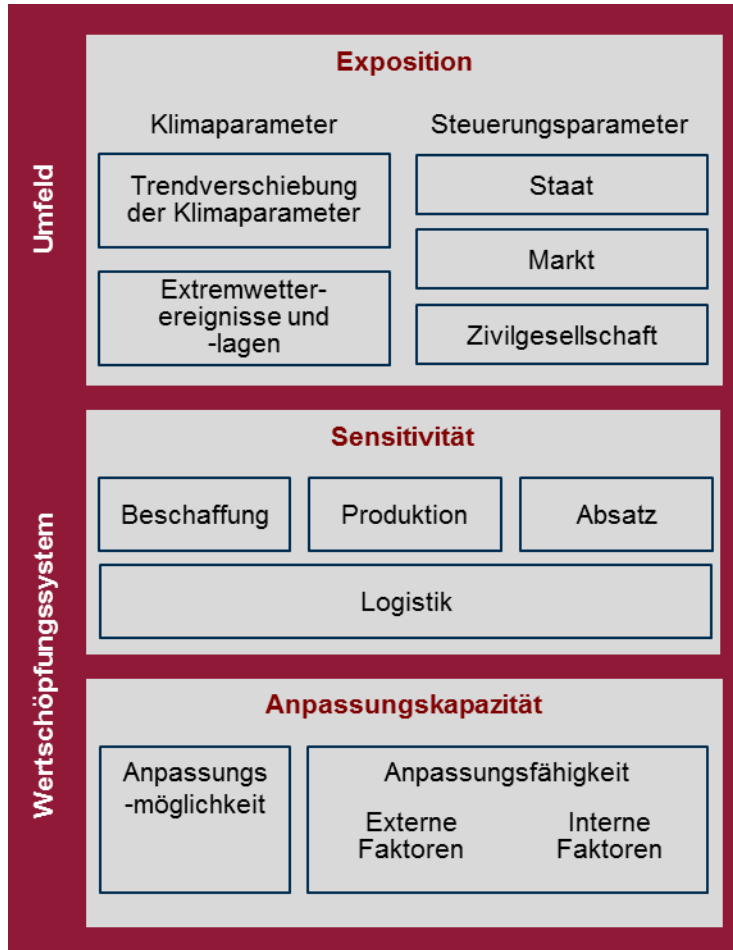 Umfeld
Exposition
Klimaparameter
Trendverschiebung
der Klimaparameter
Extremwetter-
ereignisse und
-lagen
Steuerungsparameter
Staat
Markt
Zivilgesellschaft
Wertschöpfungssystem
Sensitivität
Beschaffung
Produktion
Absatz
Logistik
Anpassungskapazität
Anpassungs
-möglichkeit
Anpassungsfähigkeit
Externe
Faktoren
Interne
Faktoren